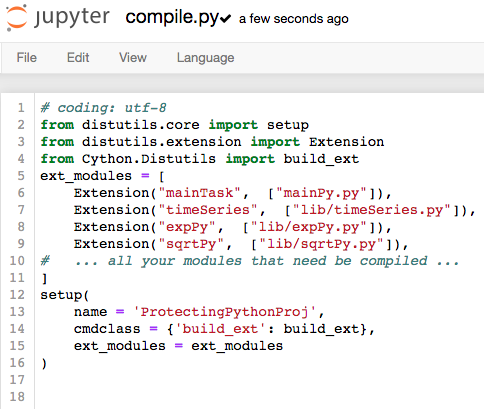 jupyter compile.py✔ a few seconds ago
File Edit View Language
1 # coding: utf-8
2 from distutils.core import setup
3 from distutils.extension import Extension
4 from Cython.Distutils import build_ext
5 ext_modules = [
6     Extension("mainTask",  ["mainPy.py"]),
7     Extension("timeSeries",  ["lib/timeSeries.py"]),
8     Extension("expPy",  ["lib/expPy.py"]),
9     Extension("sqrtPy",  ["lib/sqrtPy.py"]),
10 #   ... all your modules that need be compiled ...
11 ]
12 setup(
13     name = 'ProtectingPythonProj',
14     cmdclass = {'build_ext': build_ext},
15     ext_modules = ext_modules
16 )
17
18